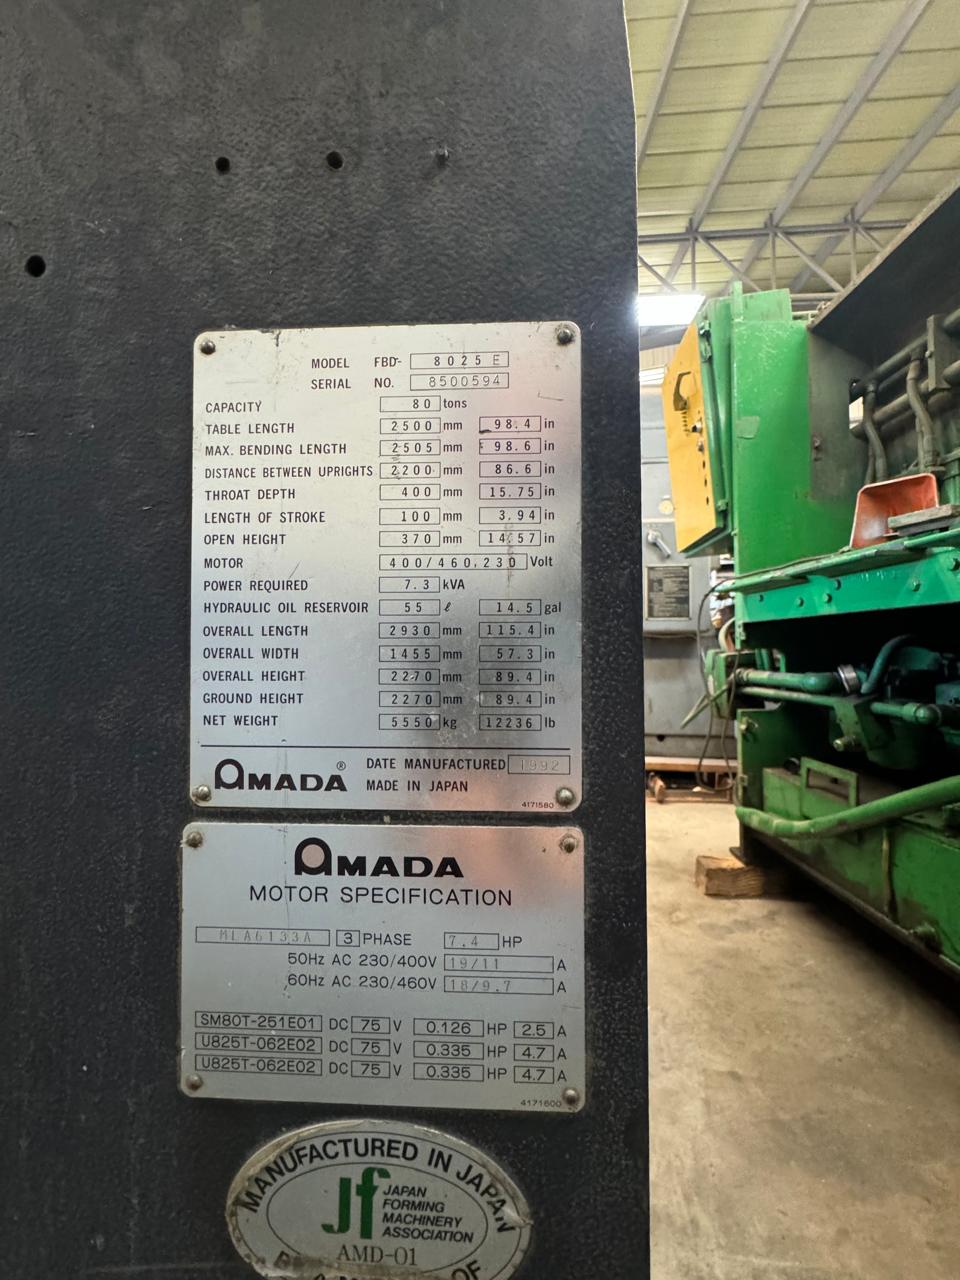 MODEL FBD- 8025E
SERIAL NO. 8500594
CAPACITY 80 tons
TABLE LENGTH 2500 mm 98.4 in
MAX. BENDING LENGTH 2505 mm 98.6 in
DISTANCE BETWEEN UPRIGHTS 2200 mm 86.6 in
THROAT DEPTH 400 mm 15.75 in
LENGTH OF STROKE 100 mm 3.94 in
OPEN HEIGHT 370 mm 14.57 in
MOTOR 400/460,230 Volt
POWER REQUIRED 7.3 kVA
HYDRAULIC OIL RESERVOIR 55 ℓ 14.5 gal
OVERALL LENGTH 2930 mm 115.4 in
OVERALL WIDTH 1455 mm 57.3 in
OVERALL HEIGHT 2270 mm 89.4 in
GROUND HEIGHT 2270 mm 89.4 in
NET WEIGHT 5550 kg 12236 lb
AMADA® DATE MANUFACTURED 1992
MADE IN JAPAN
4171580
AMADA
MOTOR SPECIFICATION
MLA6133A 3 PHASE 7.4 HP
50Hz AC 230/400V 19/11 A
60Hz AC 230/460V 18/9.7 A
SM80T-251E01 DC 75 V 0.126 HP 2.5 A
U825T-062E02 DC 75 V 0.335 HP 4.7 A
U825T-062E02 DC 75 V 0.335 HP 4.7 A
4171600
MANUFACTURED IN JAPAN
Jf JAPAN
FORMING
MACHINERY
ASSOCIATION
AMD-01
OF